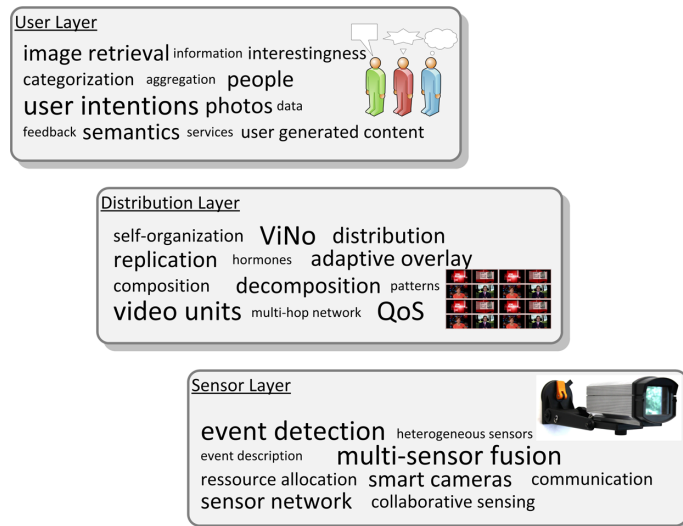 User Layer
image retrieval information interestingness
categorization aggregation people
user intentions photos data
feedback semantics services user generated content
Distribution Layer
self-organization ViNo distribution
replication hormones adaptive overlay
composition decomposition patterns
video units multi-hop network QoS
Sensor Layer
event detection heterogeneous sensors
event description multi-sensor fusion
ressource allocation smart cameras communication
sensor network collaborative sensing